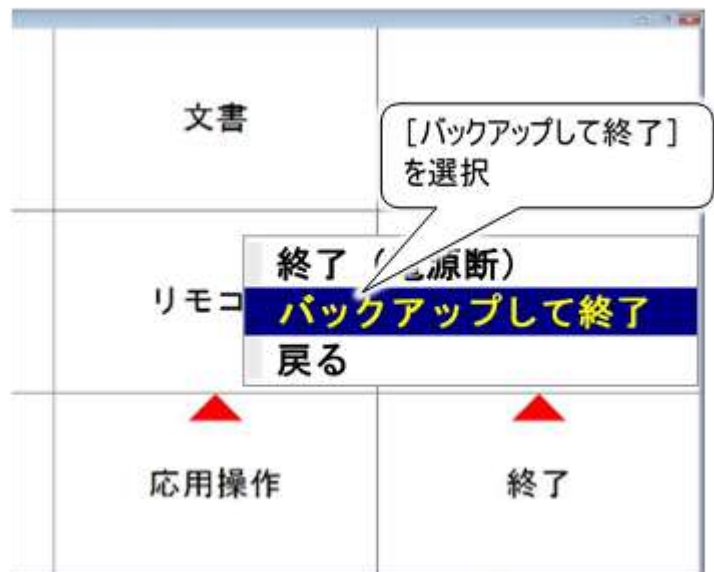 文書
[バックアップして終了]
を選択
終了 (電源断)
リモコ
バックアップして終了
戻る
応用操作
終了